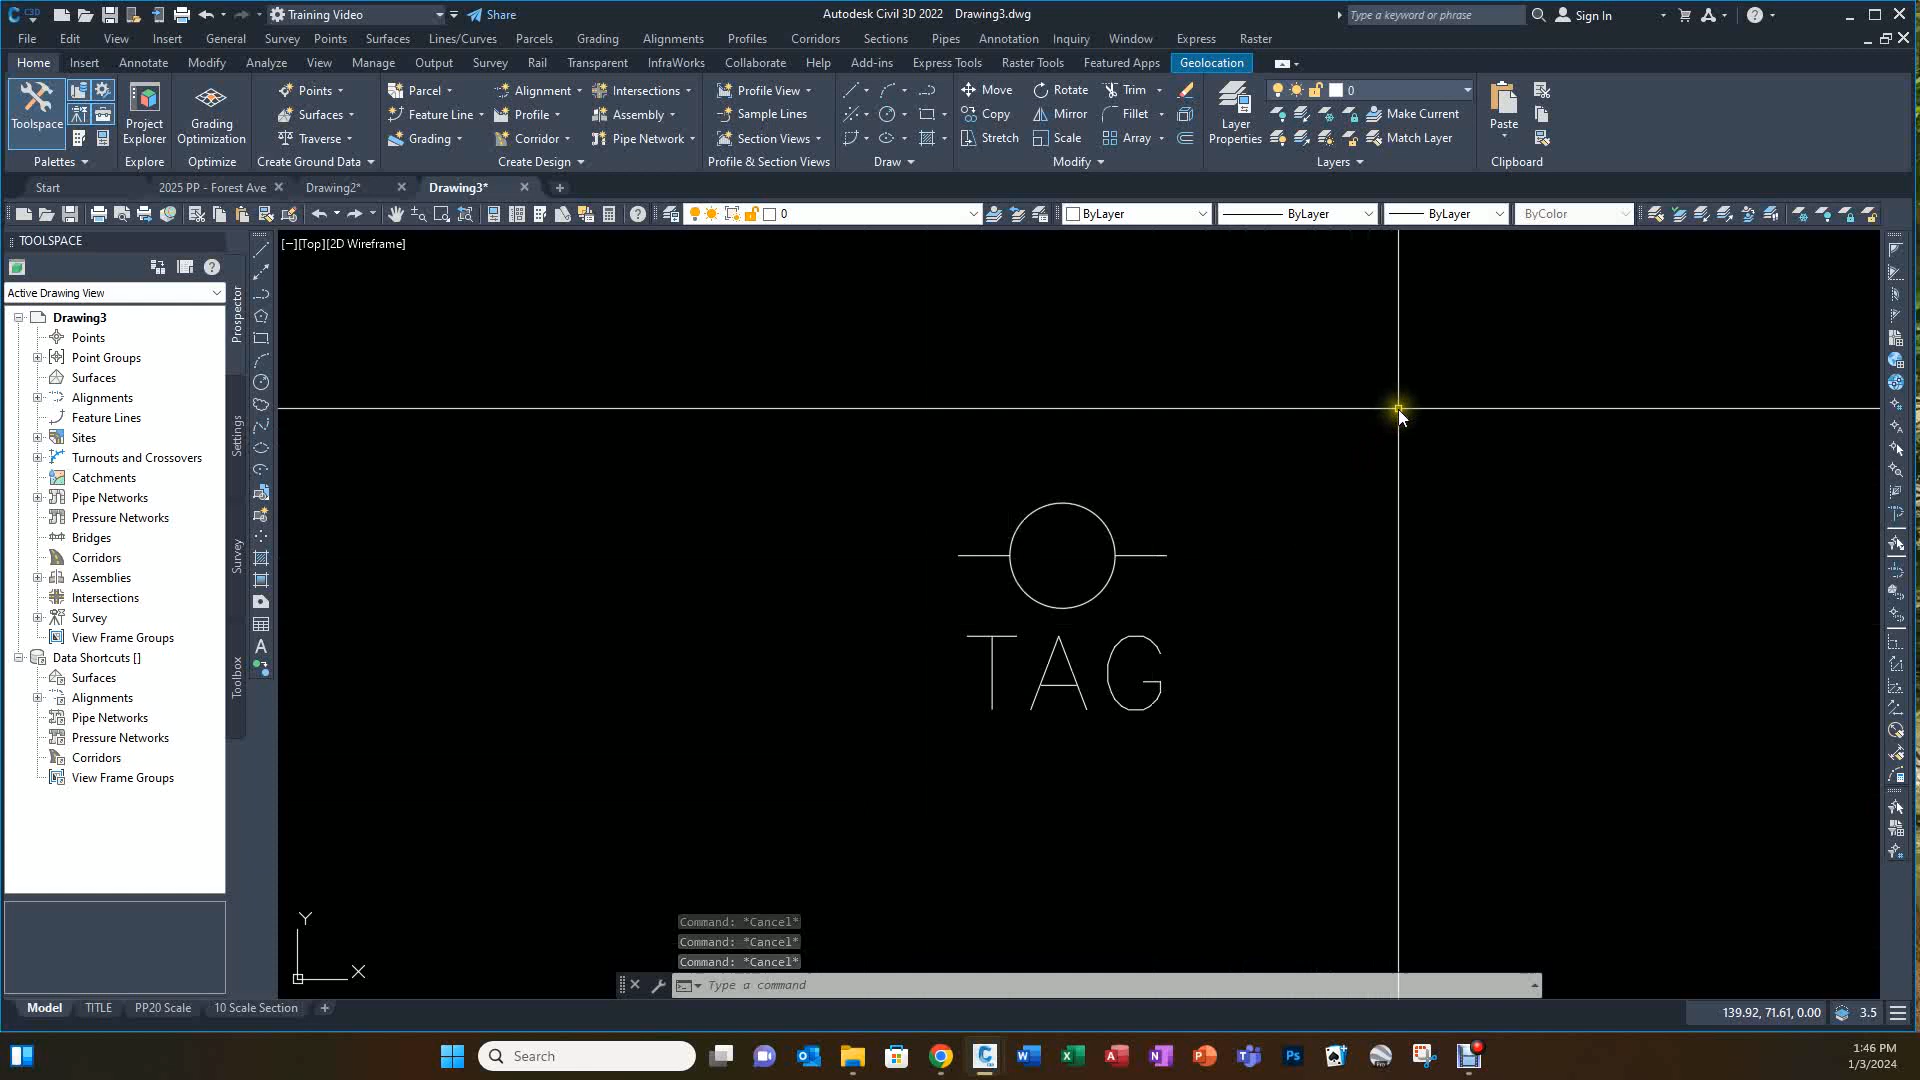 C3D Training Video Share Autodesk Civil 3D 2022 Drawing3.dwg Type a keyword or phrase Sign In
File Edit View Insert General Survey Points Surfaces Lines/Curves Parcels Grading Alignments Profiles Corridors Sections Pipes Annotation Inquiry Window Express Raster
Home Insert Annotate Modify Analyze View Manage Output Survey Rail Transparent InfraWorks Collaborate Help Add-ins Express Tools Raster Tools Featured Apps Geolocation
Points Parcel Alignment Intersections Profile View Move Rotate Trim 0
Toolspace Project Explorer Grading Optimization Surfaces Feature Line Profile Assembly Sample Lines Copy Mirror Fillet Layer Properties Make Current Paste
Traverse Grading Corridor Pipe Network Section Views Stretch Scale Array Match Layer
Palettes Explore Optimize Create Ground Data Create Design Profile & Section Views Draw Modify Layers Clipboard
Start 2025 PP - Forest Ave Drawing2* Drawing3*
0 ByLayer ByLayer ByLayer ByColor
TOOLSPACE
[−][Top][2D Wireframe]
Active Drawing View
Prospector
Settings
Survey
Toolbox
Drawing3
Points
Point Groups
Surfaces
Alignments
Feature Lines
Sites
Turnouts and Crossovers
Catchments
Pipe Networks
Pressure Networks
Bridges
Corridors
Assemblies
Intersections
Survey
View Frame Groups
Data Shortcuts []
Surfaces
Alignments
Pipe Networks
Pressure Networks
Corridors
View Frame Groups
TAG
Y
X
Command: *Cancel*
Command: *Cancel*
Command: *Cancel*
Type a command
Model TITLE PP20 Scale 10 Scale Section 139.92, 71.61, 0.00 3.5
Search
1:46 PM
1/3/2024